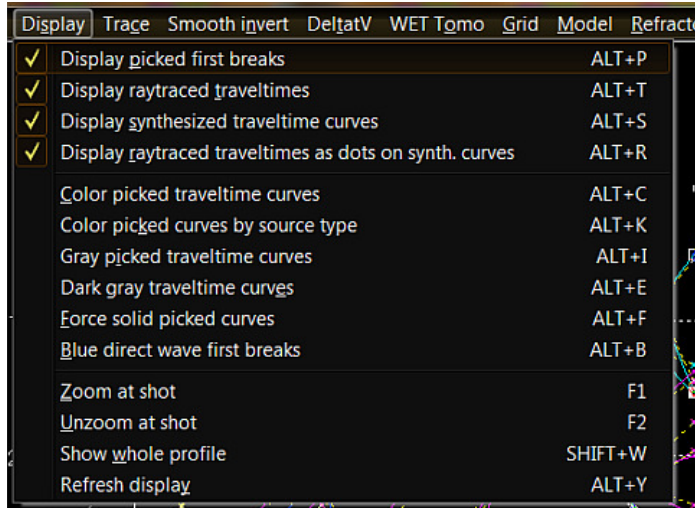 Display Trace Smooth invert DeltatV WET Tomo Grid Model Refracto
Display picked first breaks ALT+P
Display raytraced traveltimes ALT+T
Display synthesized traveltime curves ALT+S
Display raytraced traveltimes as dots on synth. curves ALT+R
Color picked traveltime curves ALT+C
Color picked curves by source type ALT+K
Gray picked traveltime curves ALT+I
Dark gray traveltime curves ALT+E
Force solid picked curves ALT+F
Blue direct wave first breaks ALT+B
Zoom at shot F1
Unzoom at shot F2
Show whole profile SHIFT+W
Refresh display ALT+Y